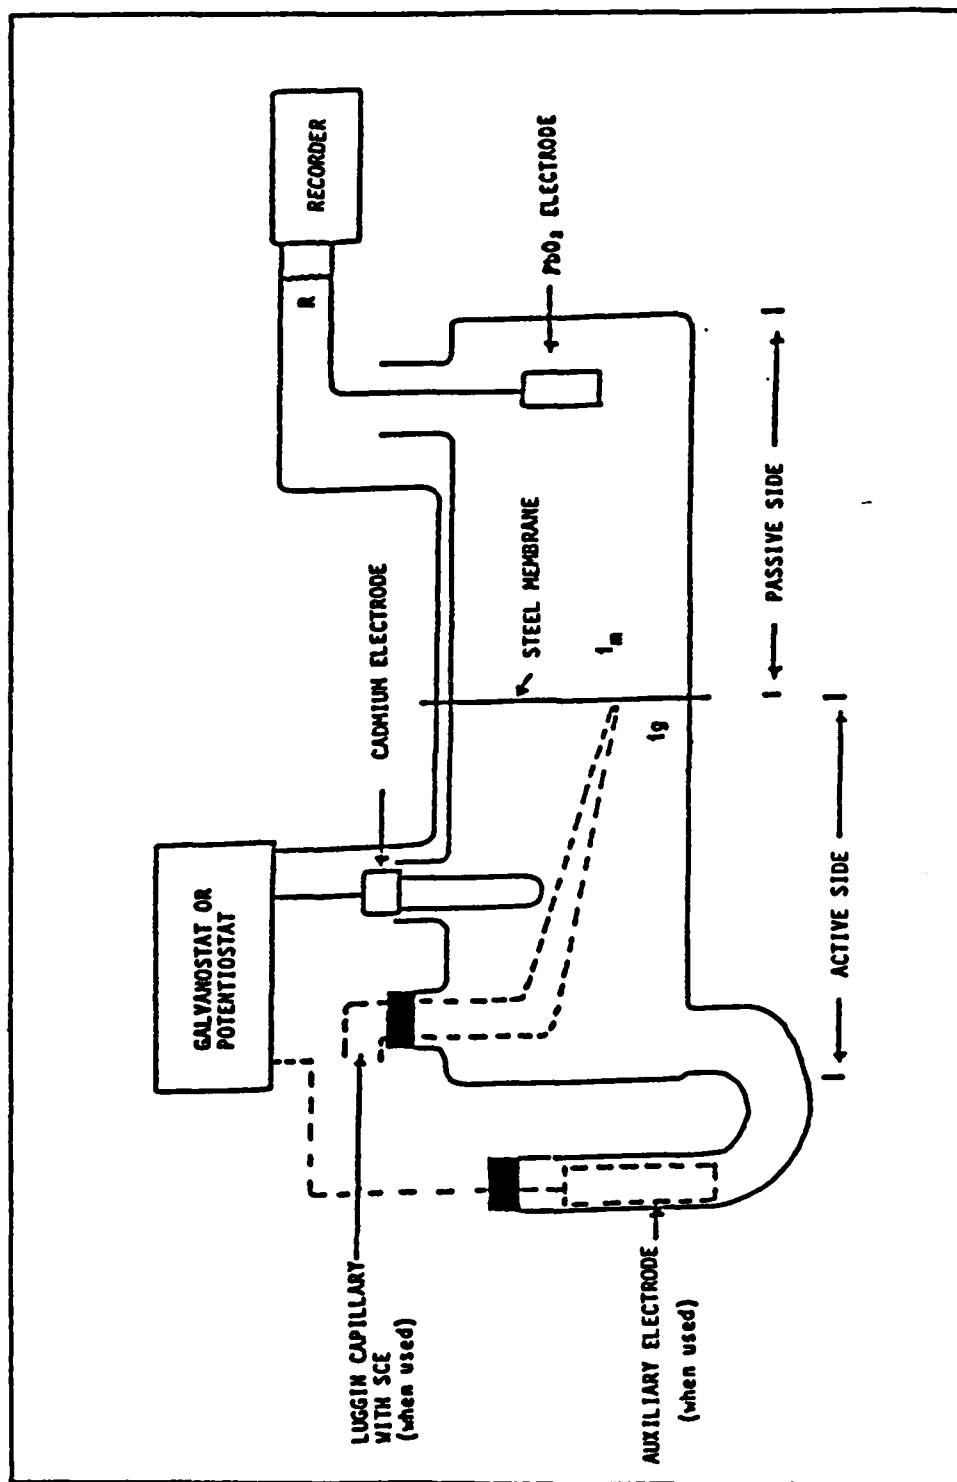 GALVANOSTAT OR
POTENTIOSTAT
RECORDER
R
CADMIUM ELECTRODE
PbO₂ ELECTRODE
STEEL MEMBRANE
LUGGIN CAPILLARY
WITH SCE
(when used)
i_m
i_g
AUXILIARY ELECTRODE
(when used)
ACTIVE SIDE
PASSIVE SIDE